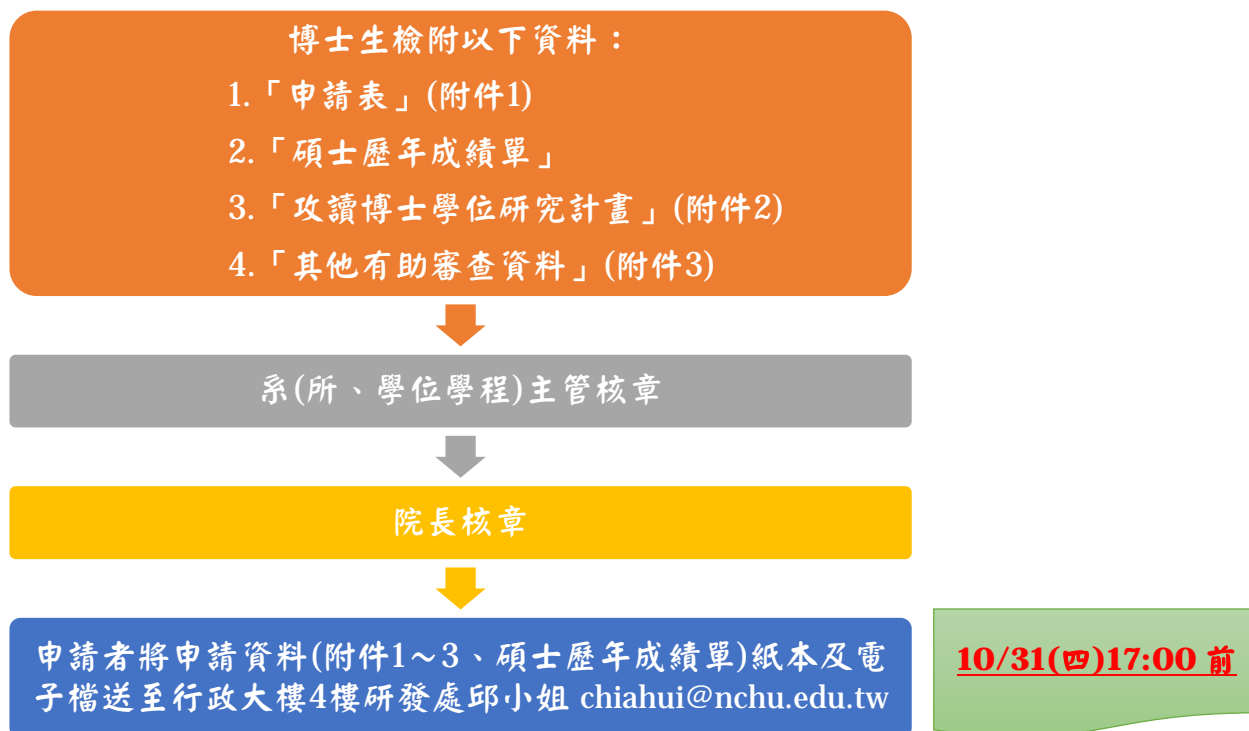 博士生檢附以下資料：
1.「申請表」(附件1)
2.「碩士歷年成績單」
3.「攻讀博士學位研究計畫」(附件2)
4.「其他有助審查資料」(附件3)
系(所、學位學程)主管核章
院長核章
申請者將申請資料(附件1～3、碩士歷年成績單)紙本及電
子檔送至行政大樓4樓研發處邱小姐 chiahui@nchu.edu.tw
10/31(四)17:00 前